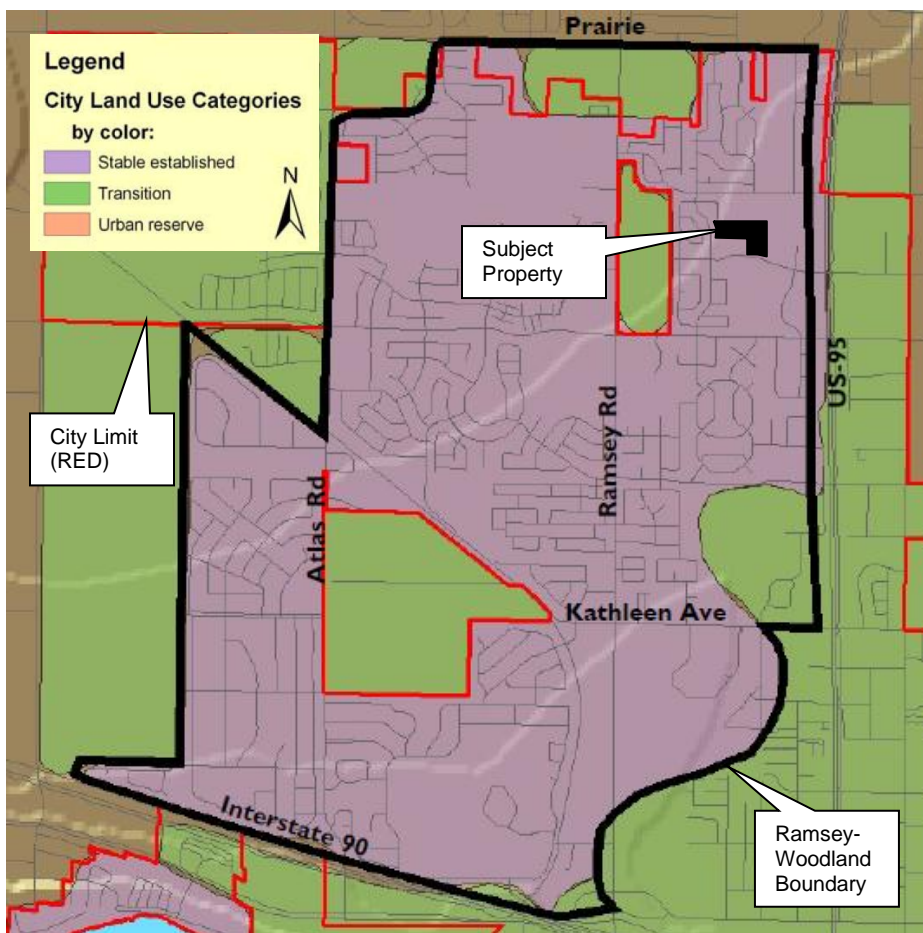 Prairie
Legend
City Land Use Categories
by color:
Stable established
Transition
Urban reserve
N
Subject
Property
US-95
City Limit
(RED)
Ramsey Rd
Atlas Rd
Kathleen Ave
Interstate 90
Ramsey-
Woodland
Boundary